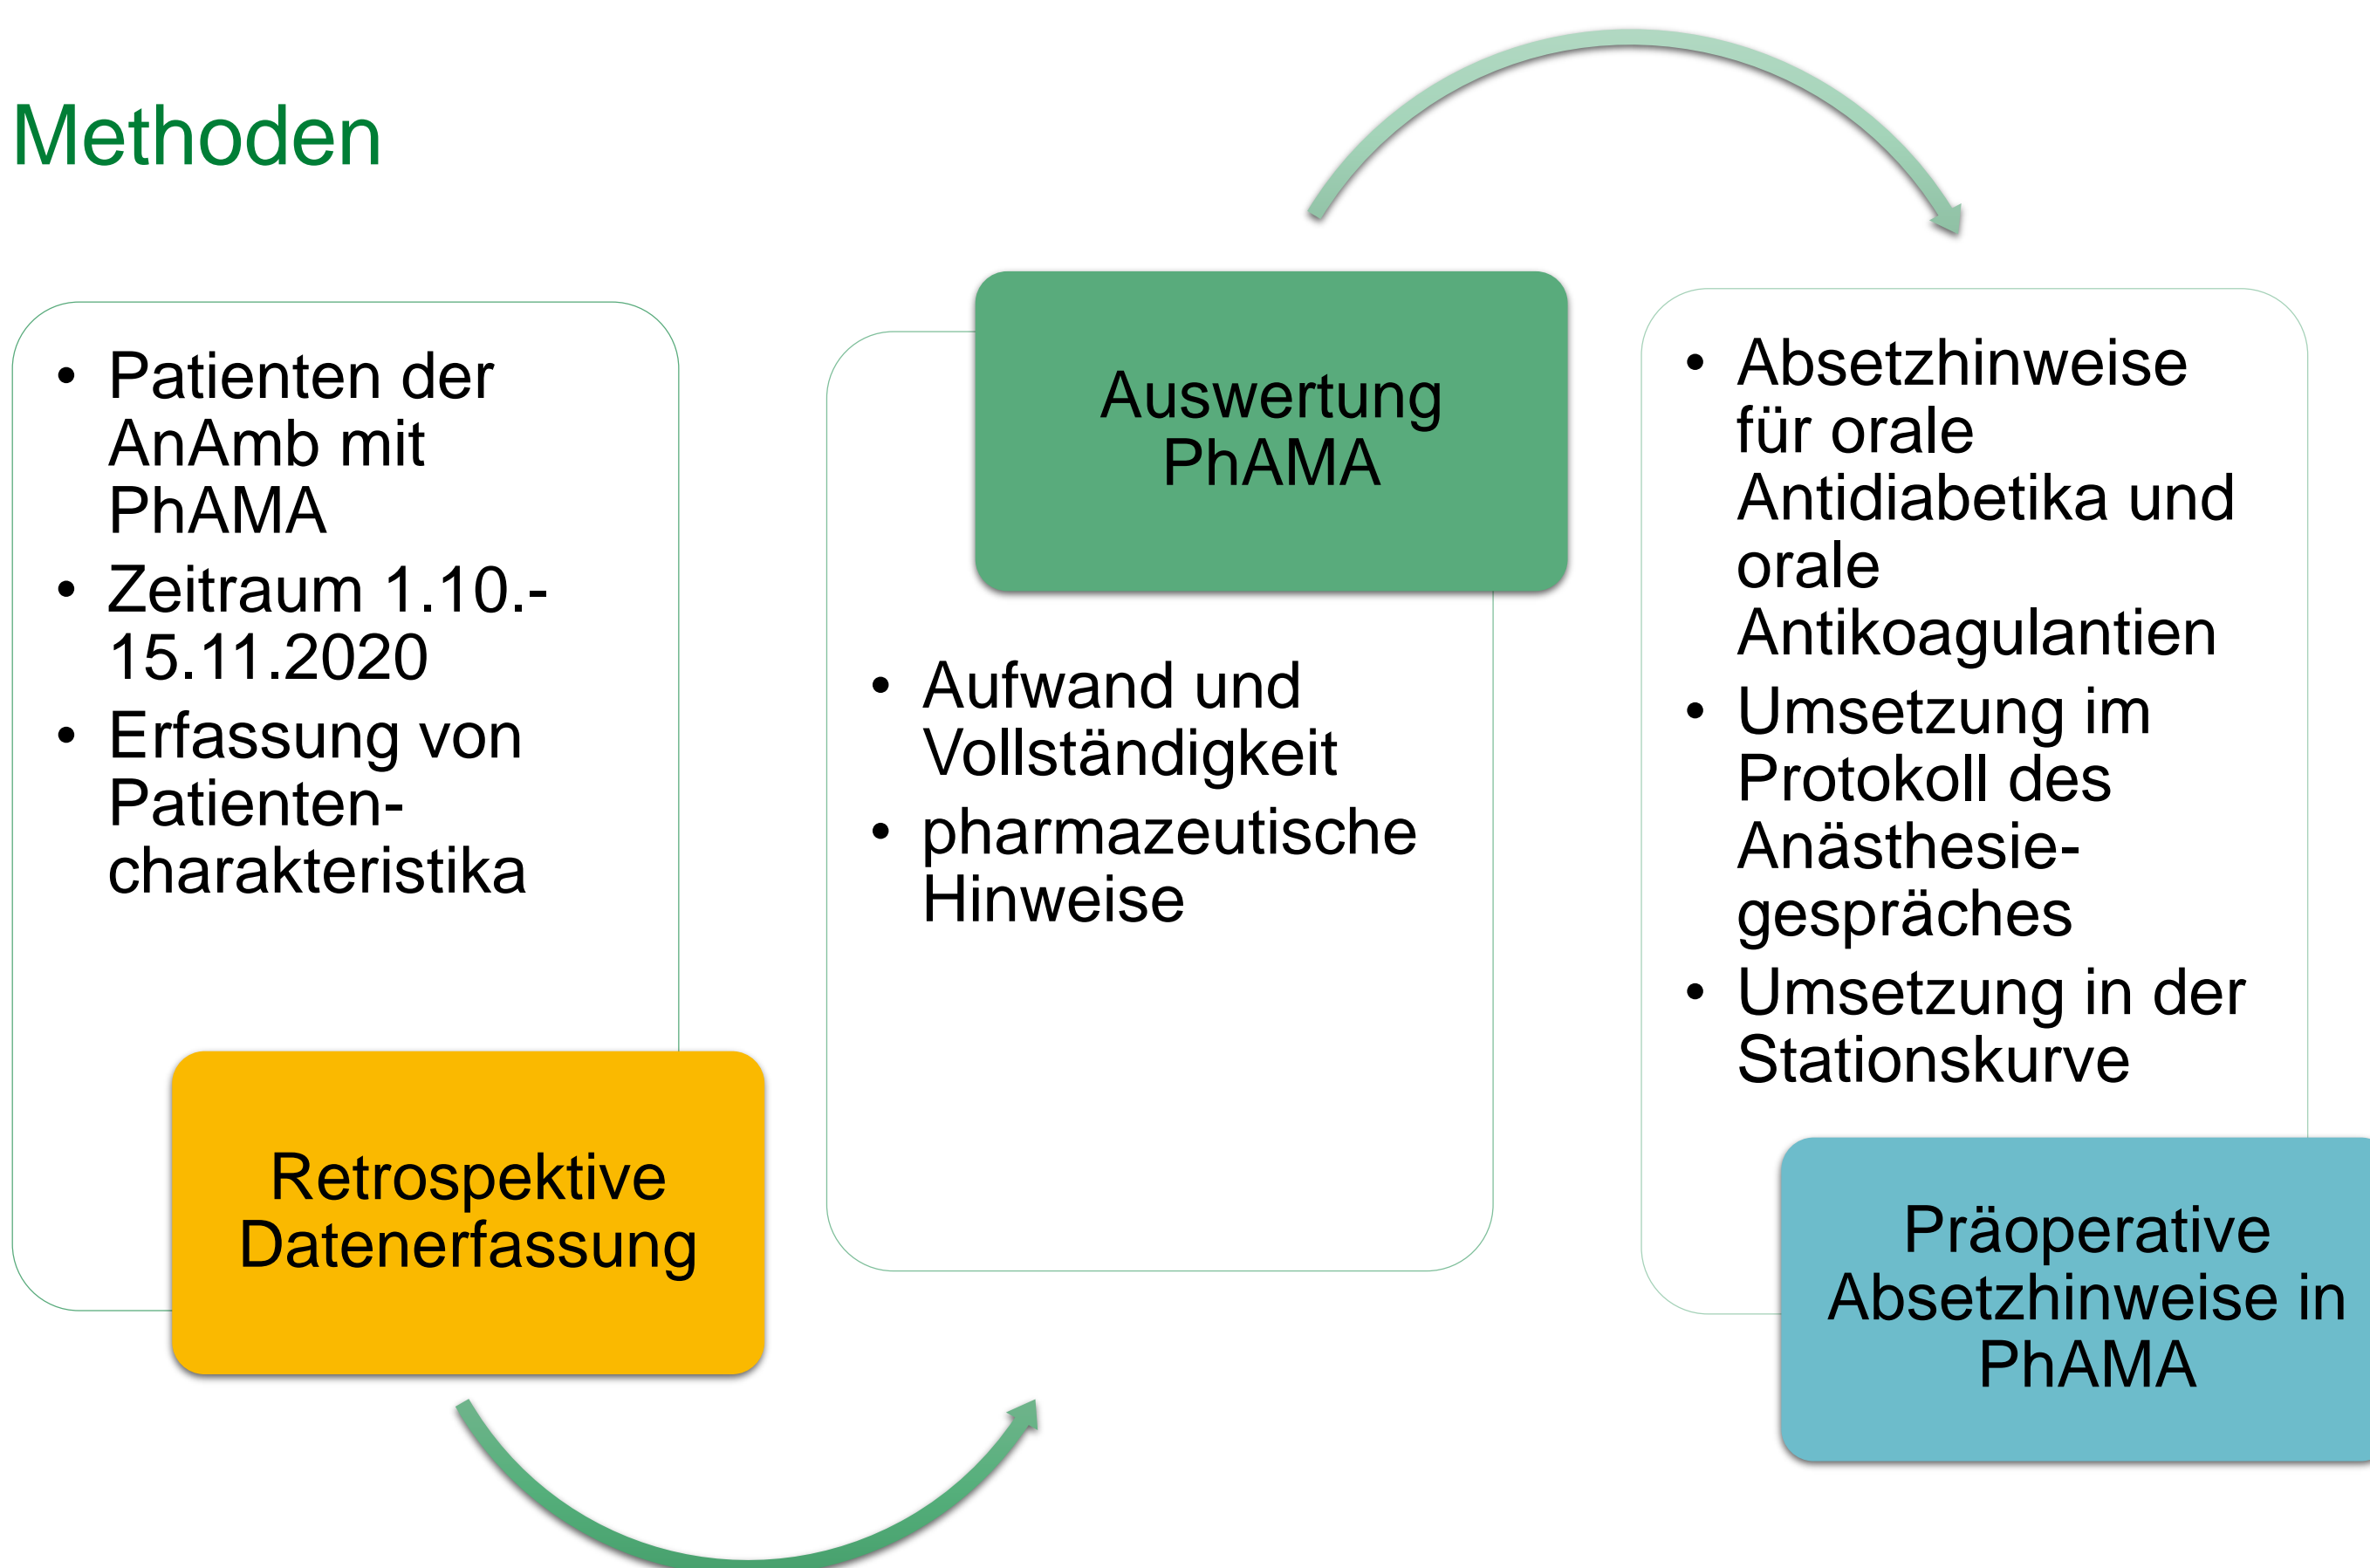 Methoden
• Patienten der
AnAmb mit
PhAMA
• Zeitraum 1.10.-
15.11.2020
• Erfassung von
Patienten-
charakteristika
Retrospektive
Datenerfassung
Auswertung
PhAMA
• Aufwand und
Vollständigkeit
• pharmazeutische
Hinweise
• Absetzhinweise
für orale
Antidiabetika und
orale
Antikoagulantien
• Umsetzung im
Protokoll des
Anästhesie-
gespräches
• Umsetzung in der
Stationskurve
Präoperative
Absetzhinweise in
PhAMA